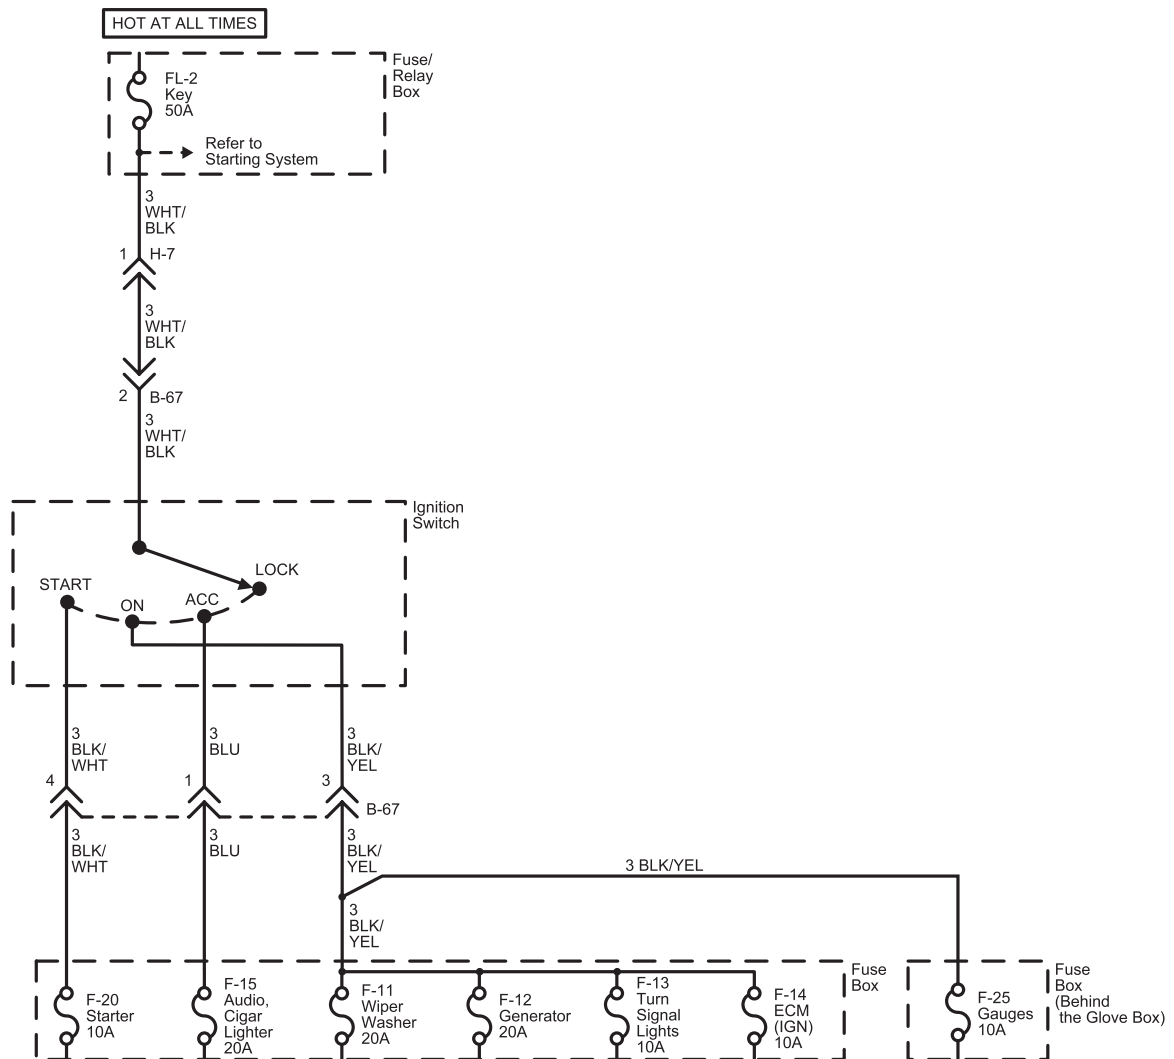 HOT AT ALL TIMES
Fuse/
Relay
Box
FL-2
Key
50A
Refer to
Starting System
3
WHT/
BLK
1
H-7
3
WHT/
BLK
2
B-67
3
WHT/
BLK
Ignition
Switch
LOCK
START
ON
ACC
3
BLK/
WHT
3
BLU
3
BLK/
YEL
4
1
3
B-67
3
BLK/
WHT
3
BLU
3
BLK/
YEL
3 BLK/YEL
3
BLK/
YEL
Fuse
Box
Fuse
Box
(Behind
the Glove Box)
F-20
Starter
10A
F-15
Audio,
Cigar
Lighter
20A
F-11
Wiper
Washer
20A
F-12
Generator
20A
F-13
Turn
Signal
Lights
10A
F-14
ECM
(IGN)
10A
F-25
Gauges
10A